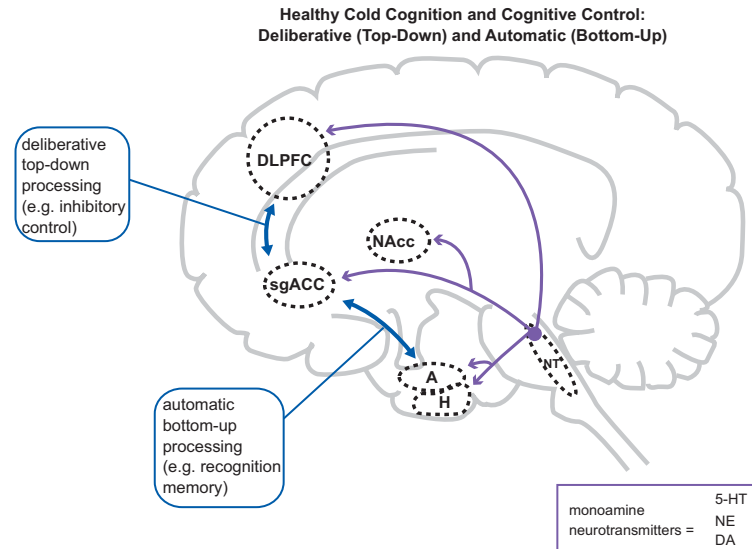 Healthy Cold Cognition and Cognitive Control:
Deliberative (Top-Down) and Automatic (Bottom-Up)
deliberative
top-down
processing
(e.g. inhibitory
control)
DLPFC
NAcc
sgACC
NT
A
H
automatic
bottom-up
processing
(e.g. recognition
memory)
monoamine
neurotransmitters =
5-HT
NE
DA